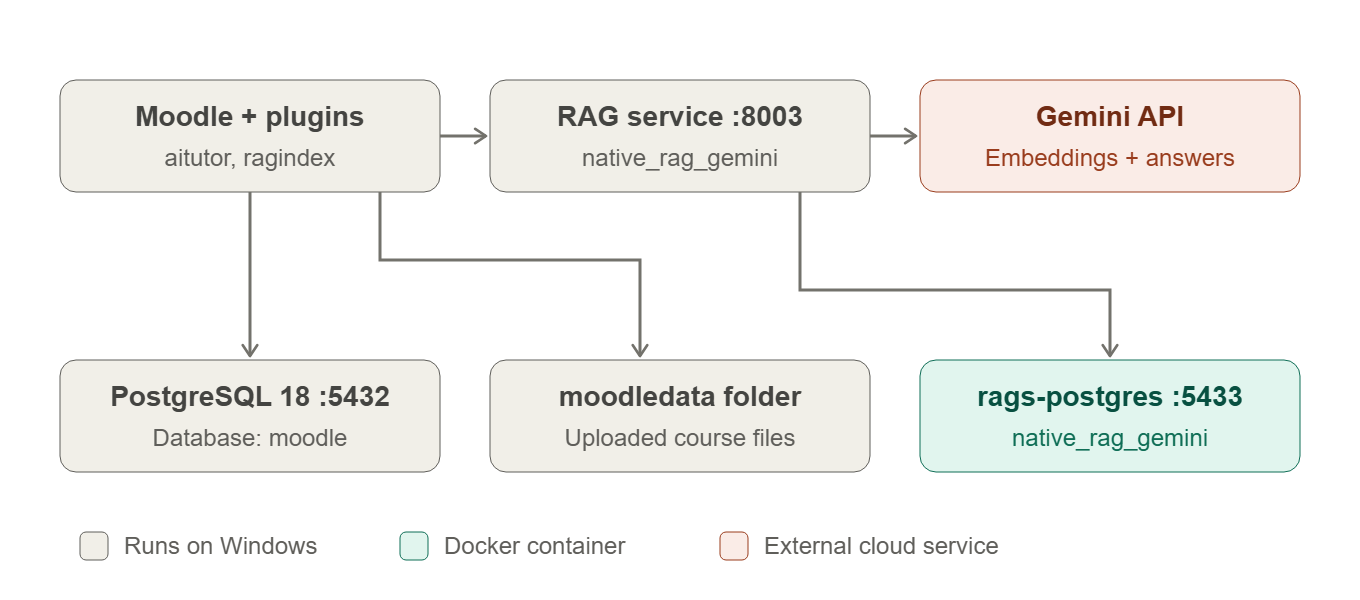 Moodle + plugins
aitutor, ragindex
RAG service :8003
native_rag_gemini
Gemini API
Embeddings + answers
PostgreSQL 18 :5432
Database: moodle
moodledata folder
Uploaded course files
rags-postgres :5433
native_rag_gemini
Runs on Windows
Docker container
External cloud service